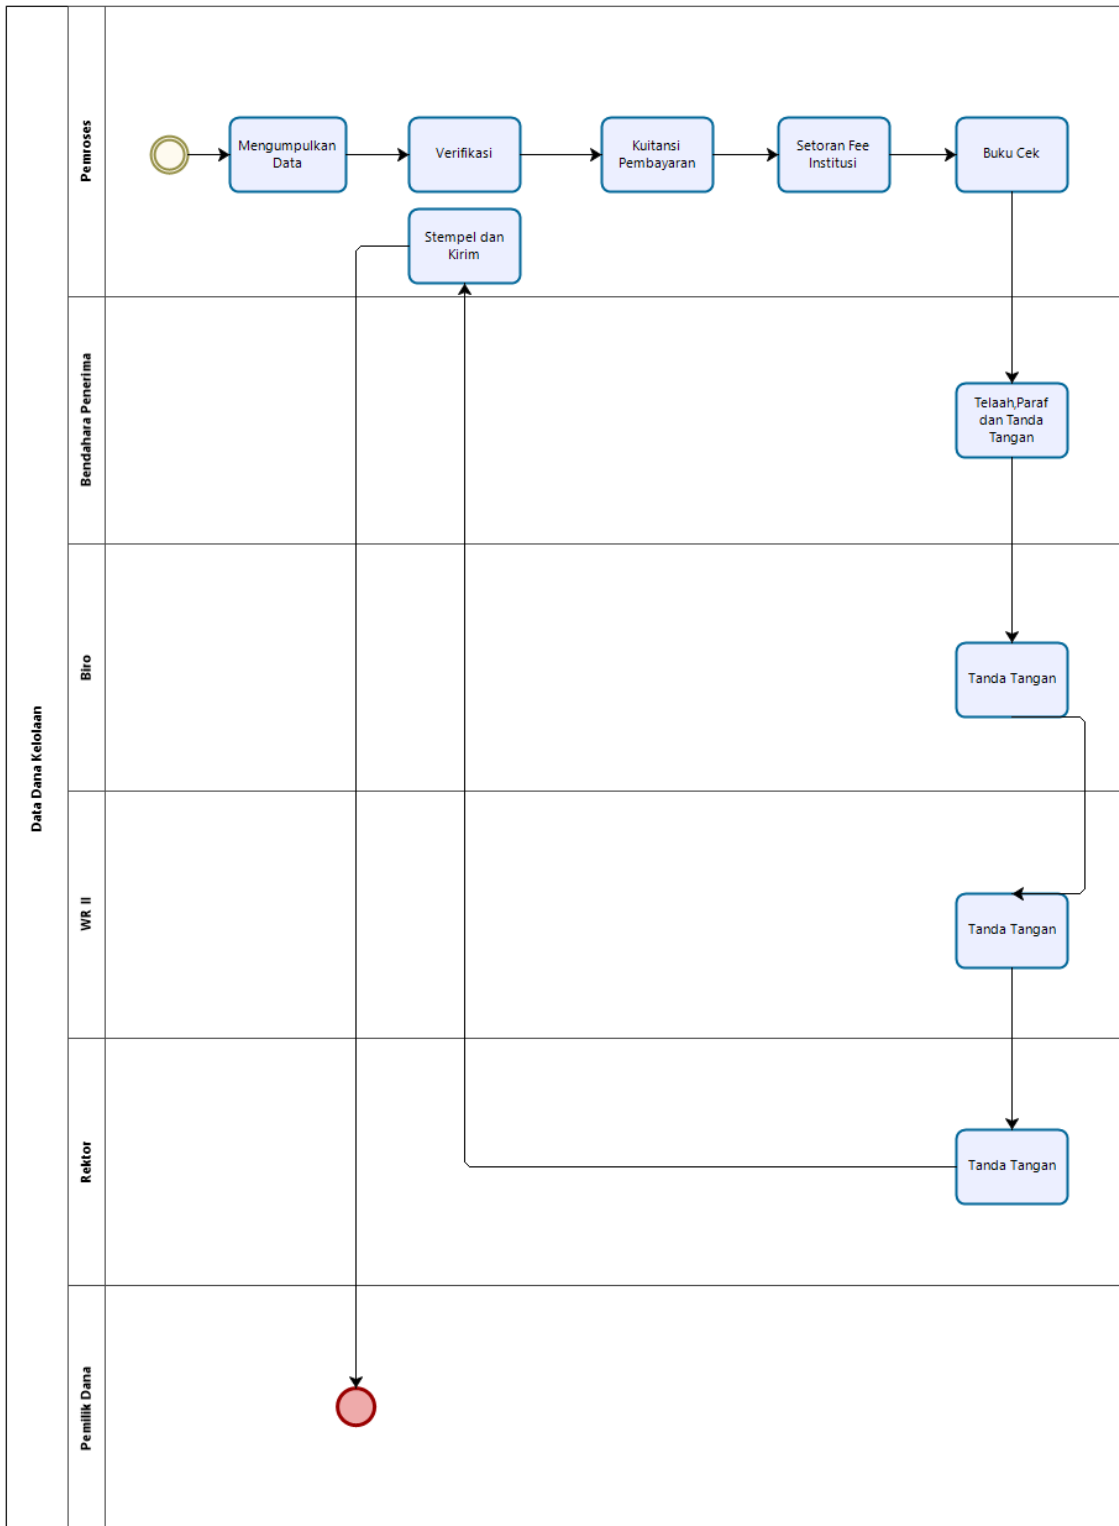 Data Dana Kelolaan
Pemroses
Mengumpulkan
Data
Verifikasi
Kuitansi
Pembayaran
Setoran Fee
Institusi
Buku Cek
Stempel dan
Kirim
Bendahara Penerima
Telaah,Paraf
dan Tanda
Tangan
Biro
Tanda Tangan
WR II
Tanda Tangan
Rektor
Tanda Tangan
Pemilik Dana